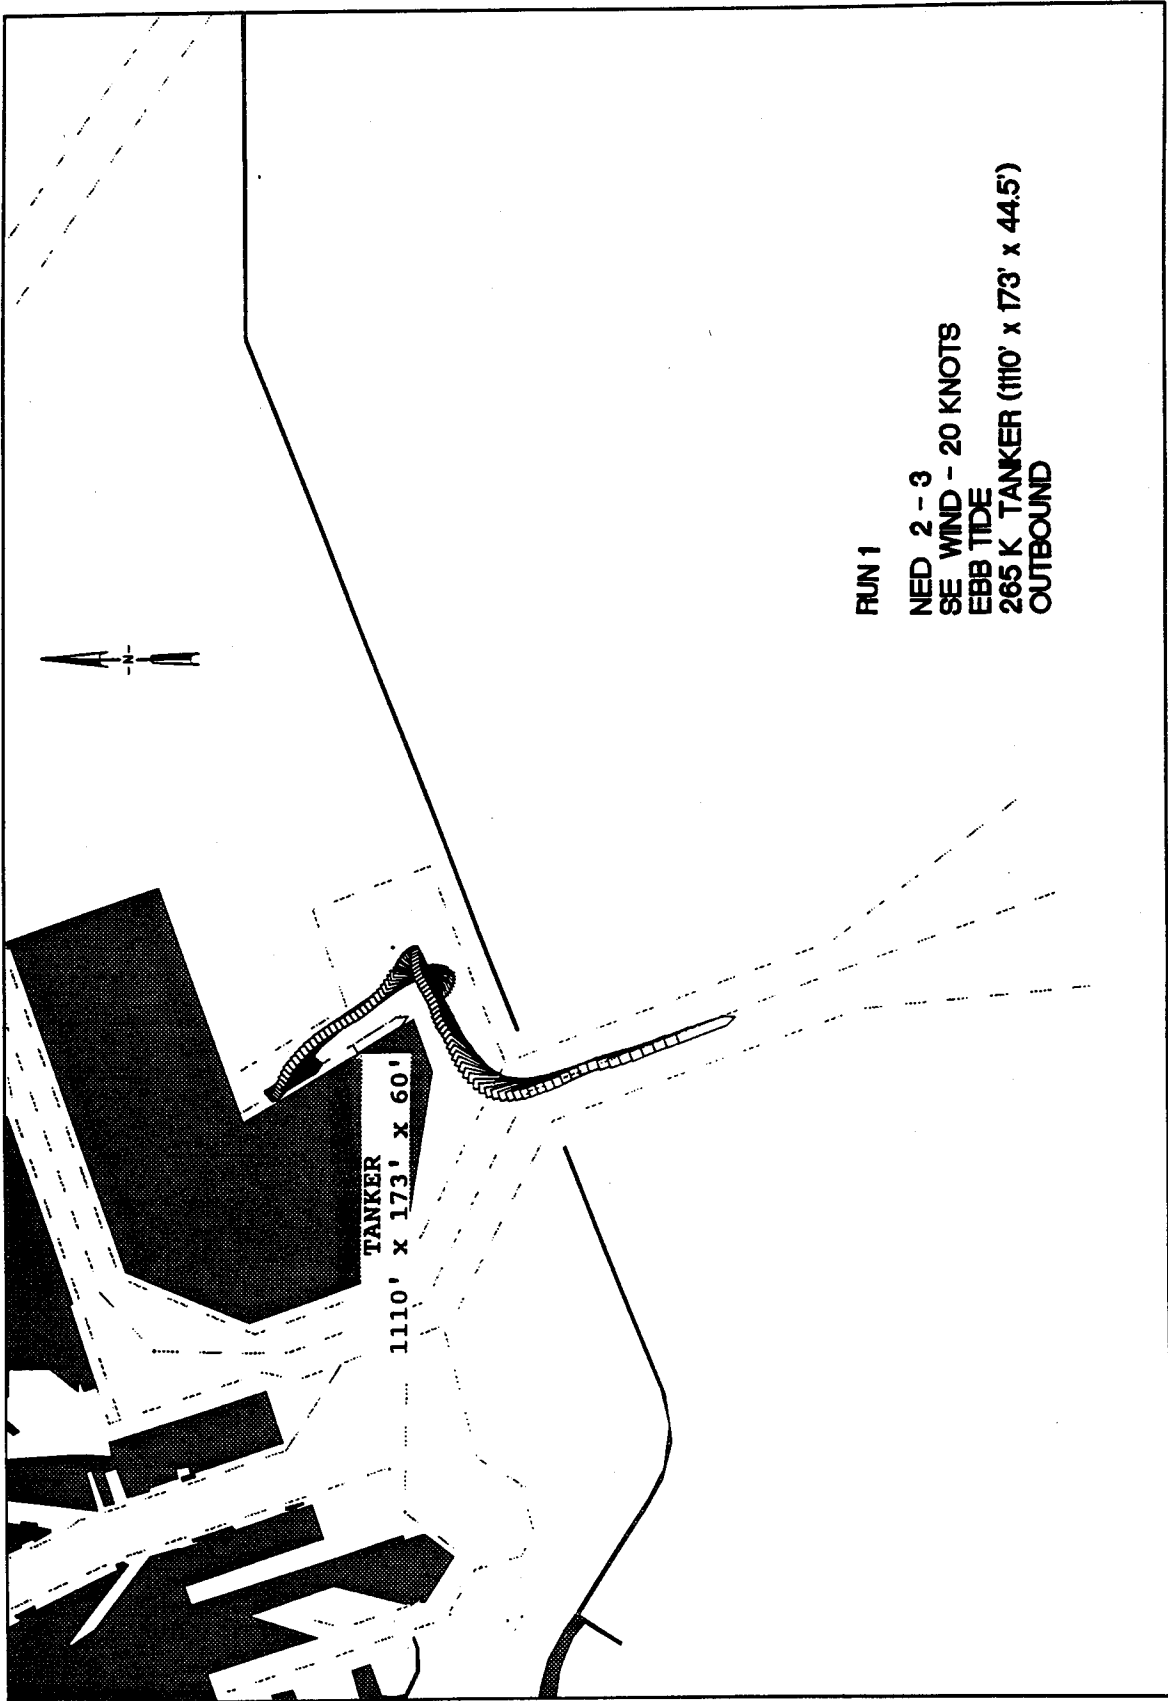 -N-
TANKER
1110' x 173' x 60'
RUN 1
NED 2 - 3
SE WIND - 20 KNOTS
EBB TIDE
265 K TANKER (1110' x 173' x 44.5')
OUTBOUND